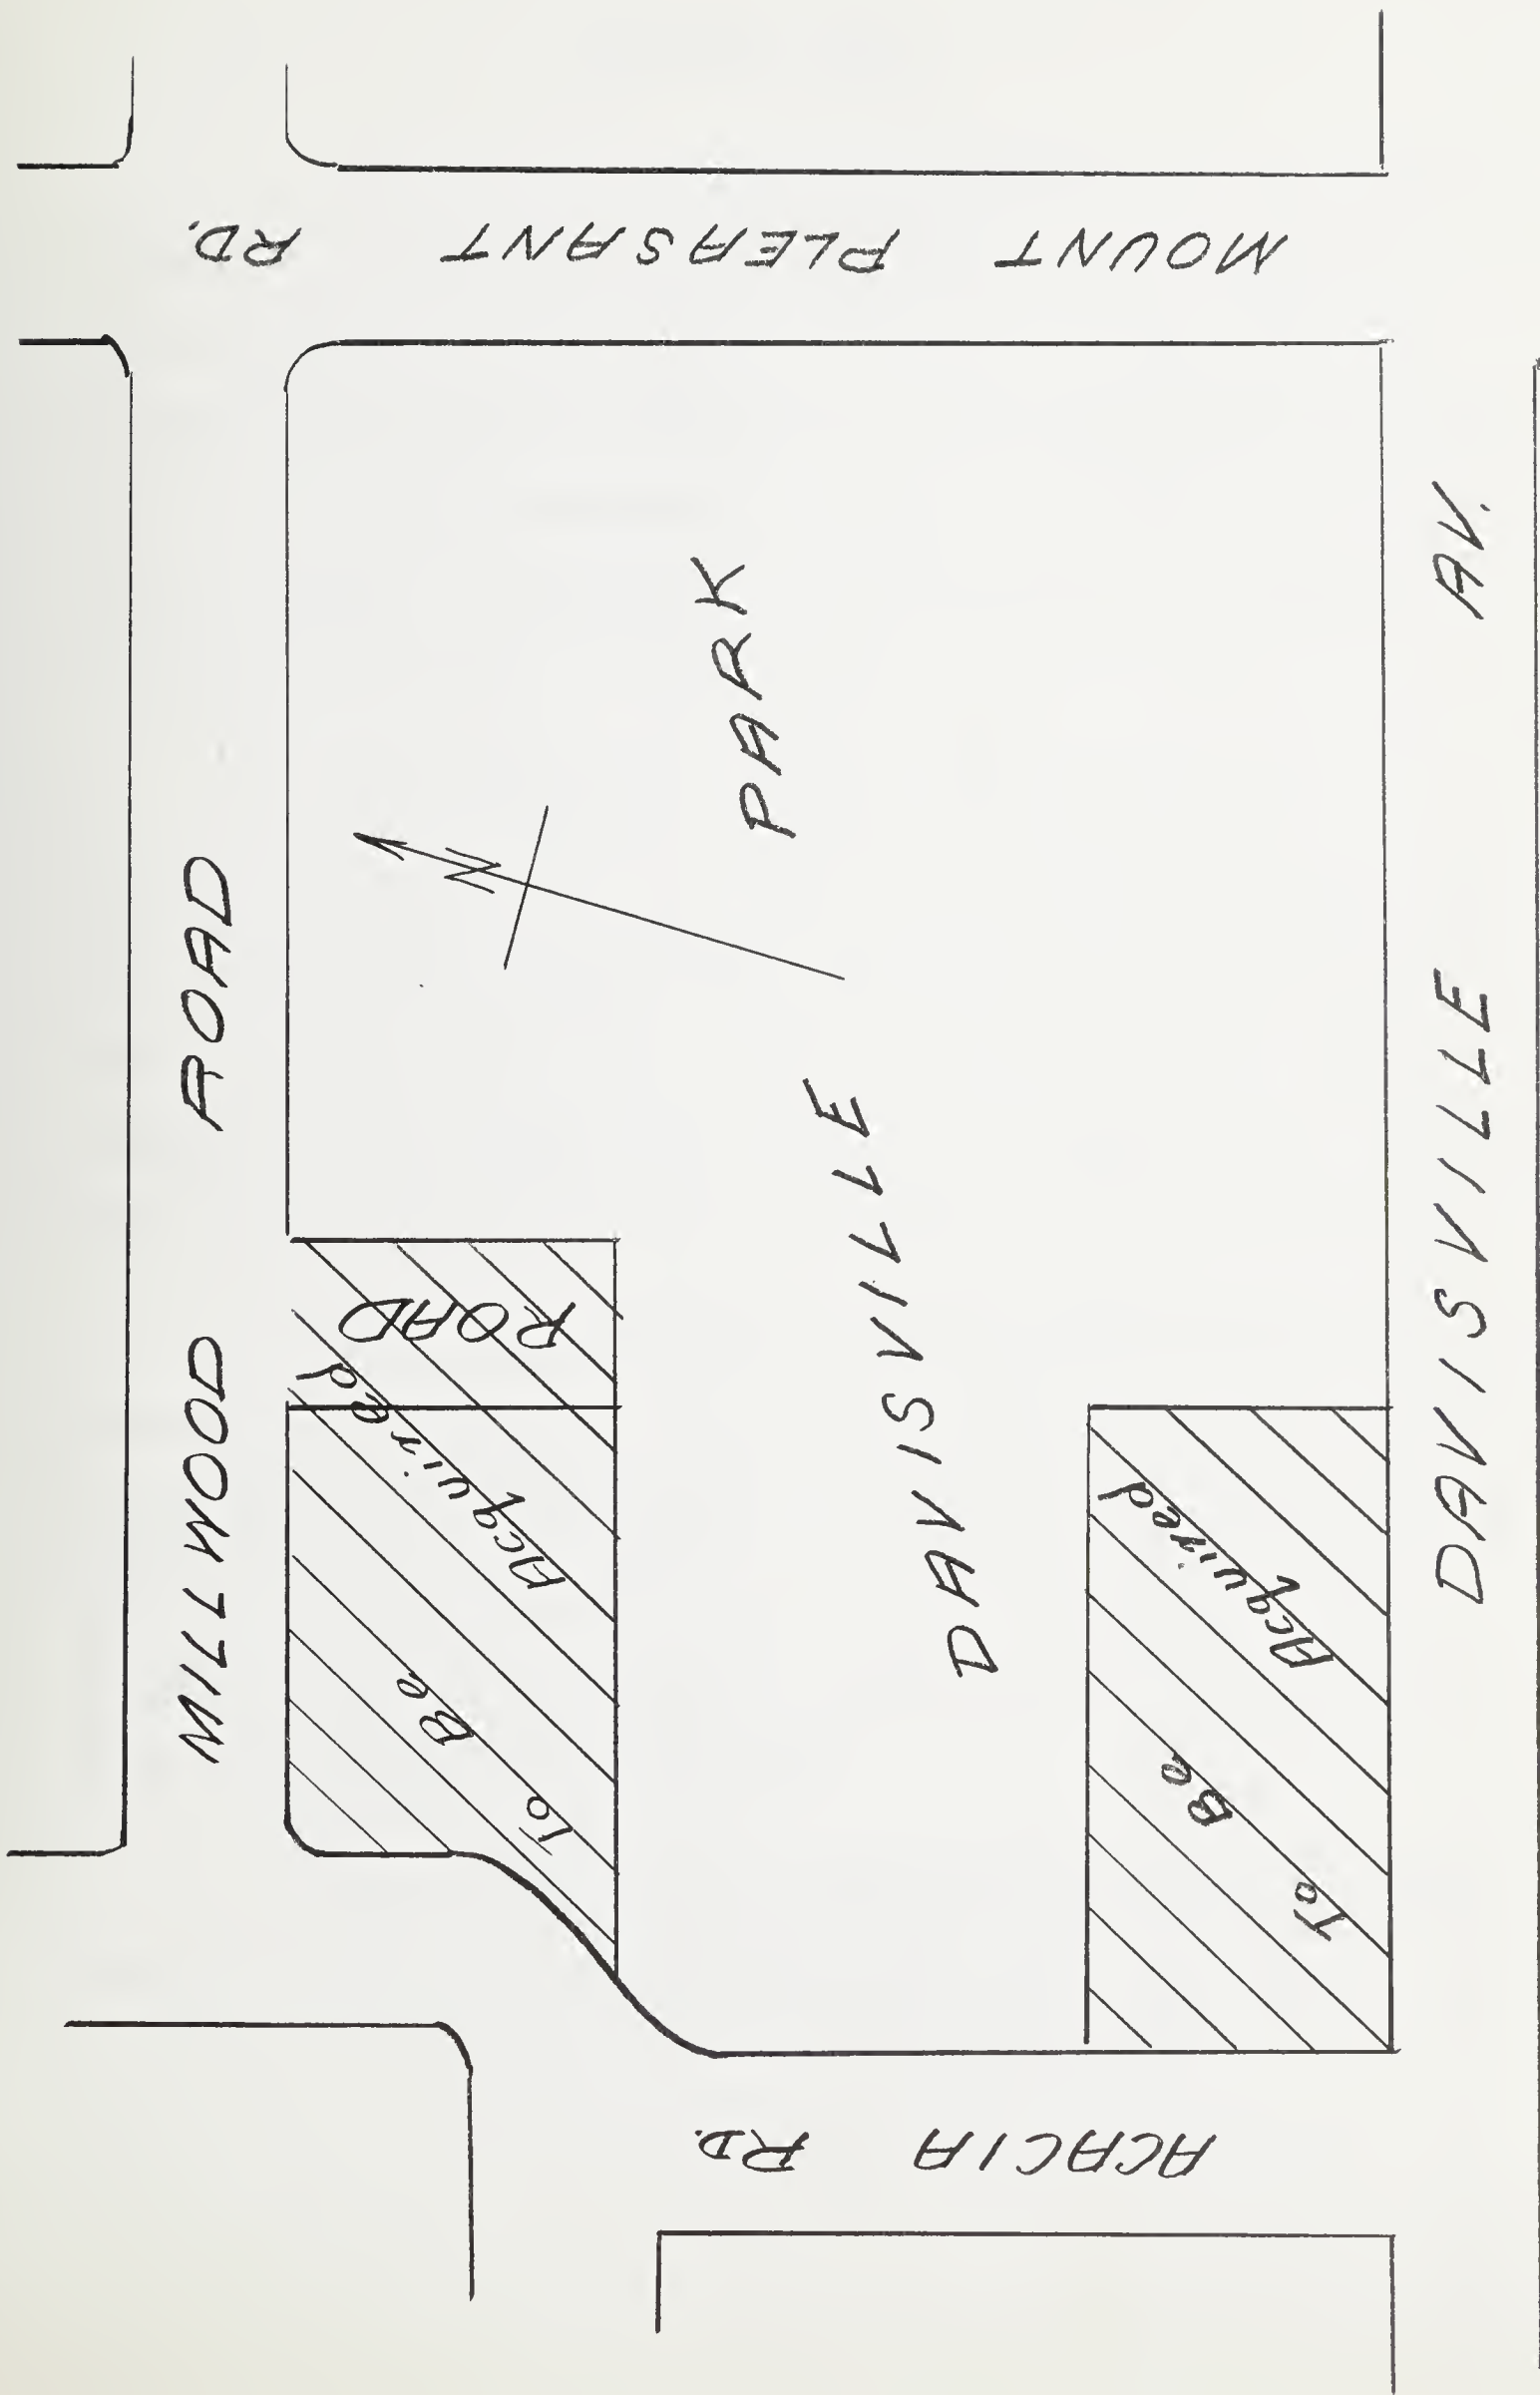 MOUNT PLEASANT RD.
MILLWOOD ROAD
N
DAVISVILLE PARK
ROAD
To Be Acquired
To Be Acquired
DAVISVILLE AV.
ACACIA RD.